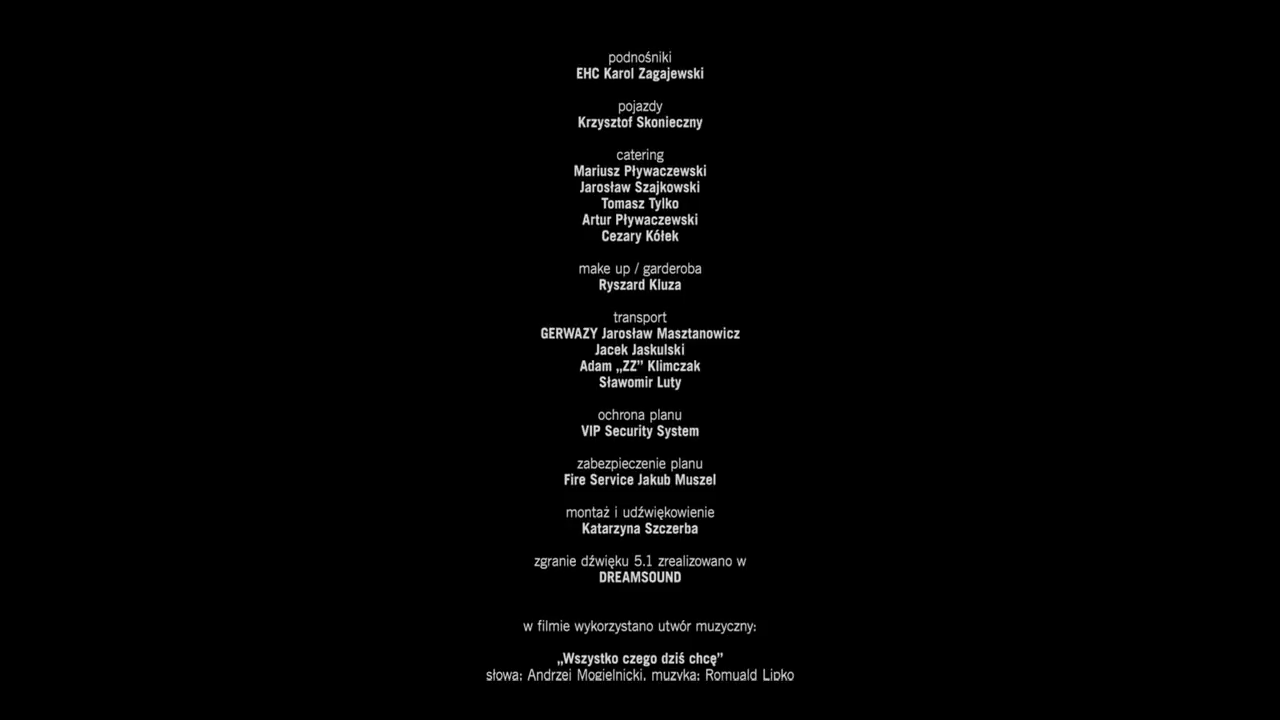 podnośniki
EHC Karol Zagajewski
pojazdy
Krzysztof Skonieczny
catering
Mariusz Pływaczewski
Jarosław Szajkowski
Tomasz Tylko
Artur Pływaczewski
Cezary Kółek
make up / garderoba
Ryszard Kluza
transport
GERWAZY Jarosław Masztanowicz
Jacek Jaskulski
Adam „ZZ” Klimczak
Sławomir Luty
ochrona planu
VIP Security System
zabezpieczenie planu
Fire Service Jakub Muszel
montaż i udźwiękowienie
Katarzyna Szczerba
zgranie dźwięku 5.1 zrealizowano w
DREAMSOUND
w filmie wykorzystano utwór muzyczny:
„Wszystko czego dziś chcę”
słowa: Andrzej Mogielnicki, muzyka: Romuald Lipko